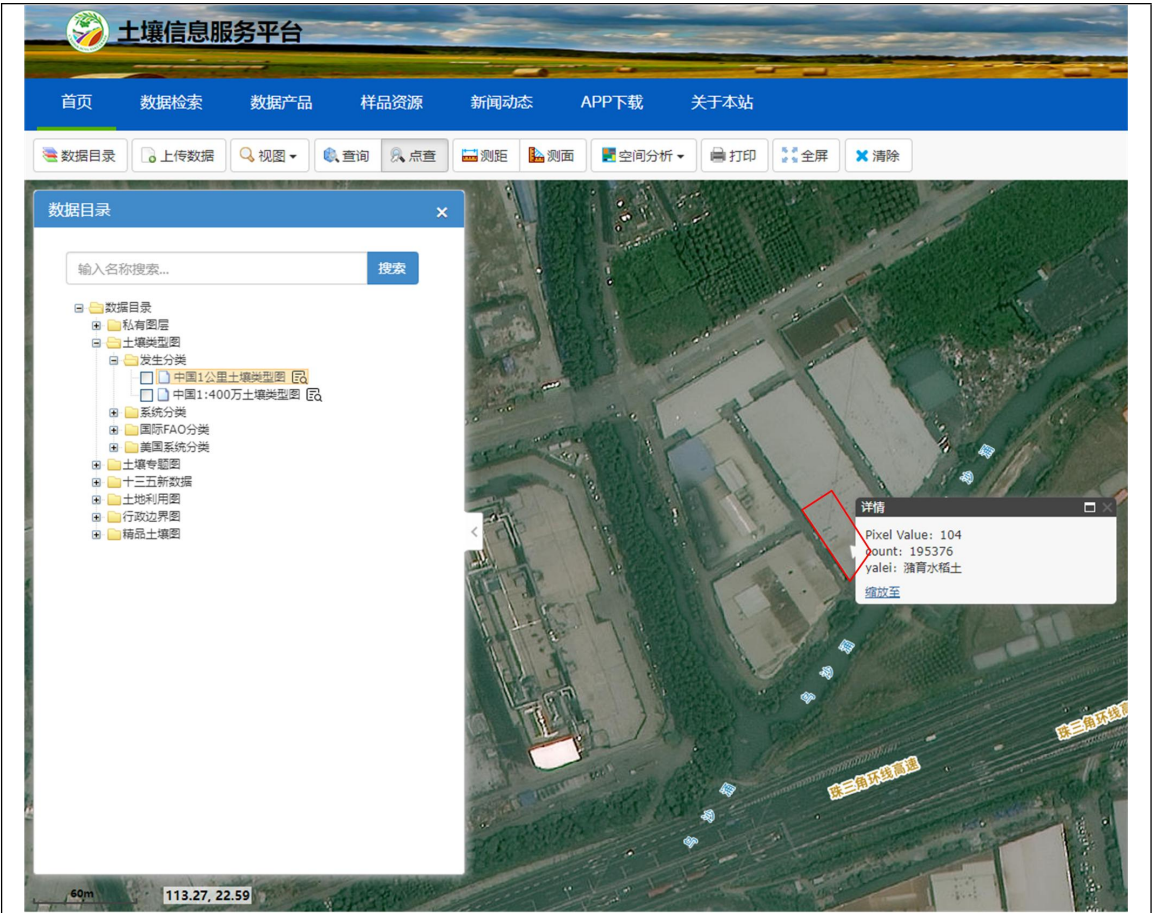 土壤信息服务平台
首页 数据检索 数据产品 样品资源 新闻动态 APP下载 关于本站
数据目录 上传数据 视图 查询 点查 测距 测面 空间分析 打印 全屏 清除
数据目录
输入名称搜索... 搜索
数据目录
私有图层
土壤类型图
发生分类
中国1公里土壤类型图
中国1:400万土壤类型图
系统分类
国际FAO分类
美国系统分类
土壤专题图
十三五新数据
土地利用图
行政边界图
精品土壤图
详情
Pixel Value: 104
count: 195376
yalei: 潴育水稻土
缩放至
乌沙涌
乌沙涌
珠三角环线高速
珠三角环线高
60m
113.27, 22.59